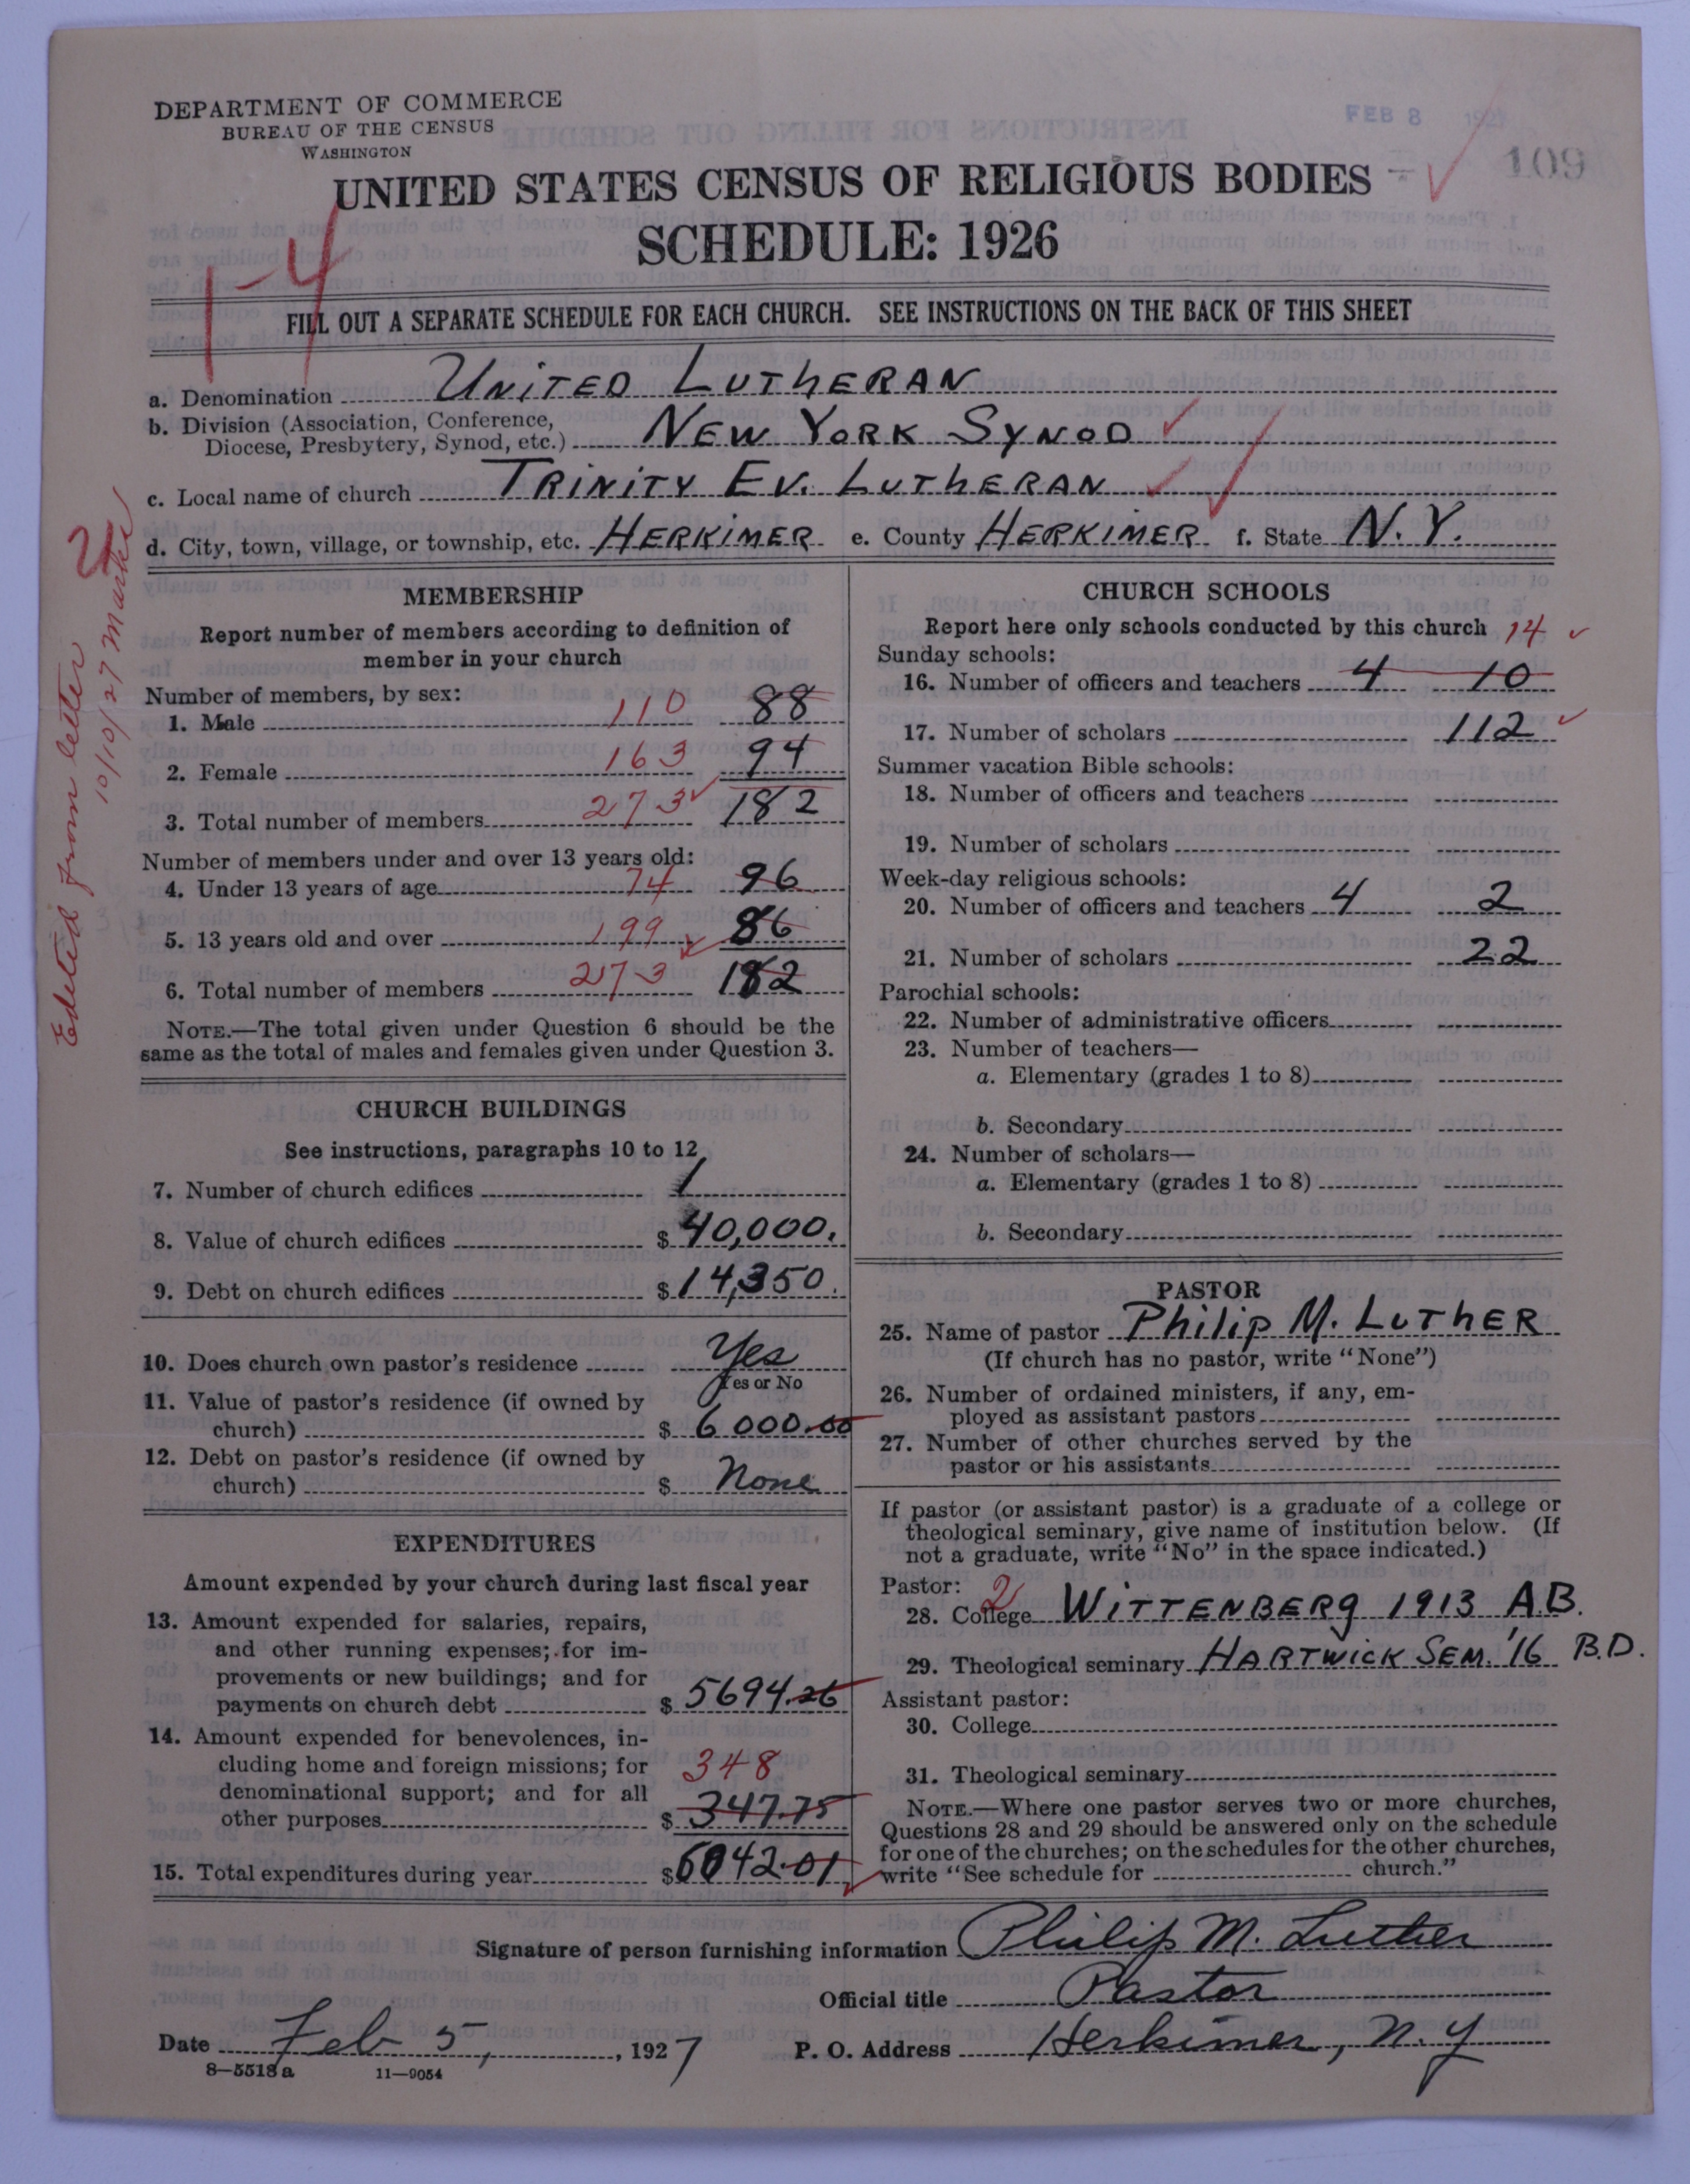 DEPARTMENT OF COMMERCE
BUREAU OF THE CENSUS
WASHINGTON
FEB 8
109
UNITED STATES CENSUS OF RELIGIOUS BODIES
SCHEDULE: 1926
1-4
FILL OUT A SEPARATE SCHEDULE FOR EACH CHURCH. SEE INSTRUCTIONS ON THE BACK OF THIS SHEET
a. Denomination UNITED LUTHERAN
b. Division (Association, Conference,
Diocese, Presbytery, Synod, etc.) NEW YORK SYNOD
c. Local name of church TRINITY EV. LUTHERAN
d. City, town, village, or township, etc. HERKIMER e. County HERKIMER f. State N.Y.
Edited from letter
10/10/27
MEMBERSHIP
Report number of members according to definition of
member in your church
Number of members, by sex:
1. Male 110 88
2. Female 163 94
3. Total number of members 273 182
Number of members under and over 13 years old:
4. Under 13 years of age 74 96
5. 13 years old and over 199 86
6. Total number of members 273 182
NOTE.—The total given under Question 6 should be the
same as the total of males and females given under Question 3.
CHURCH BUILDINGS
See instructions, paragraphs 10 to 12
7. Number of church edifices 1
8. Value of church edifices $ 40,000.
9. Debt on church edifices $ 14,350.
10. Does church own pastor's residence Yes
Yes or No
11. Value of pastor's residence (if owned by
church) $ 6000.00
12. Debt on pastor's residence (if owned by
church) $ None
EXPENDITURES
Amount expended by your church during last fiscal year
13. Amount expended for salaries, repairs,
and other running expenses; for im-
provements or new buildings; and for
payments on church debt $ 5694.26
14. Amount expended for benevolences, in-
cluding home and foreign missions; for 348
denominational support; and for all
other purposes $ 347.75
15. Total expenditures during year $ 6042.01
CHURCH SCHOOLS
Report here only schools conducted by this church 14
Sunday schools:
16. Number of officers and teachers 4 10
17. Number of scholars 112
Summer vacation Bible schools:
18. Number of officers and teachers
19. Number of scholars
Week-day religious schools:
20. Number of officers and teachers 4 2
21. Number of scholars 22
Parochial schools:
22. Number of administrative officers
23. Number of teachers—
a. Elementary (grades 1 to 8)
b. Secondary
24. Number of scholars—
a. Elementary (grades 1 to 8)
b. Secondary
PASTOR
25. Name of pastor Philip M. LUTHER
(If church has no pastor, write "None")
26. Number of ordained ministers, if any, em-
ployed as assistant pastors
27. Number of other churches served by the
pastor or his assistants
If pastor (or assistant pastor) is a graduate of a college or
theological seminary, give name of institution below. (If
not a graduate, write "No" in the space indicated.)
Pastor: 2
28. College WITTENBERG 1913 A.B.
29. Theological seminary HARTWICK SEM. '16 B.D.
Assistant pastor:
30. College
31. Theological seminary
NOTE.—Where one pastor serves two or more churches,
Questions 28 and 29 should be answered only on the schedule
for one of the churches; on the schedules for the other churches,
write "See schedule for church."
Signature of person furnishing information Philip M. Luther
Official title Pastor
Date Feb 5, 1927 P. O. Address Herkimer, N.Y
8—5518 a 11—9054